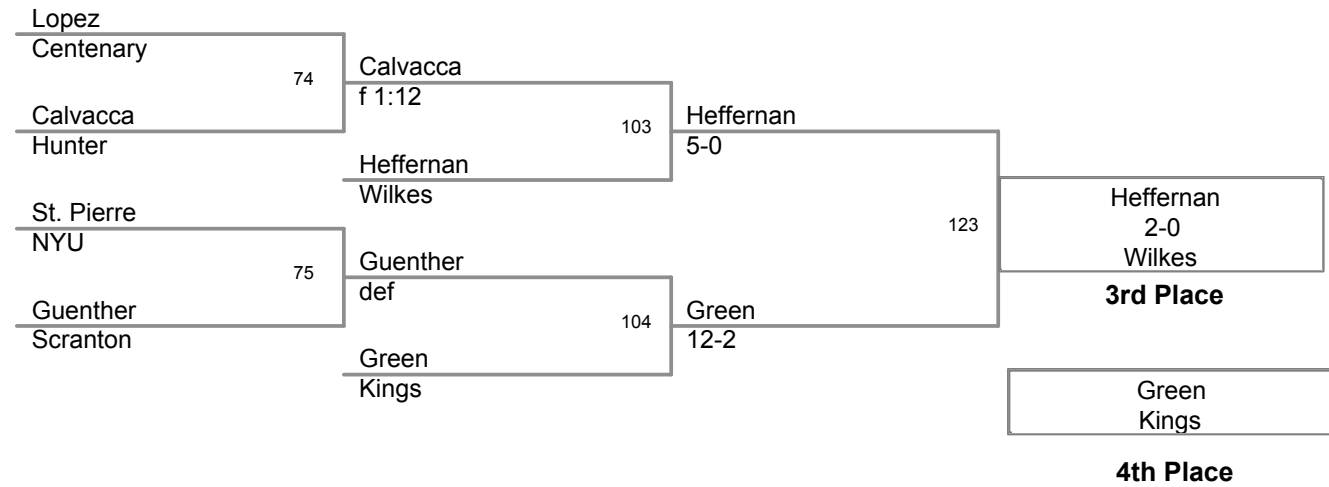 Lopez
Centenary
74
Calvacca
f 1:12
Calvacca
Hunter
103
Heffernan
5-0
Heffernan
Wilkes
St. Pierre
NYU
123
Heffernan
2-0
Wilkes
3rd Place
75
Guenther
def
Guenther
Scranton
104
Green
12-2
Green
Kings
Green
Kings
4th Place